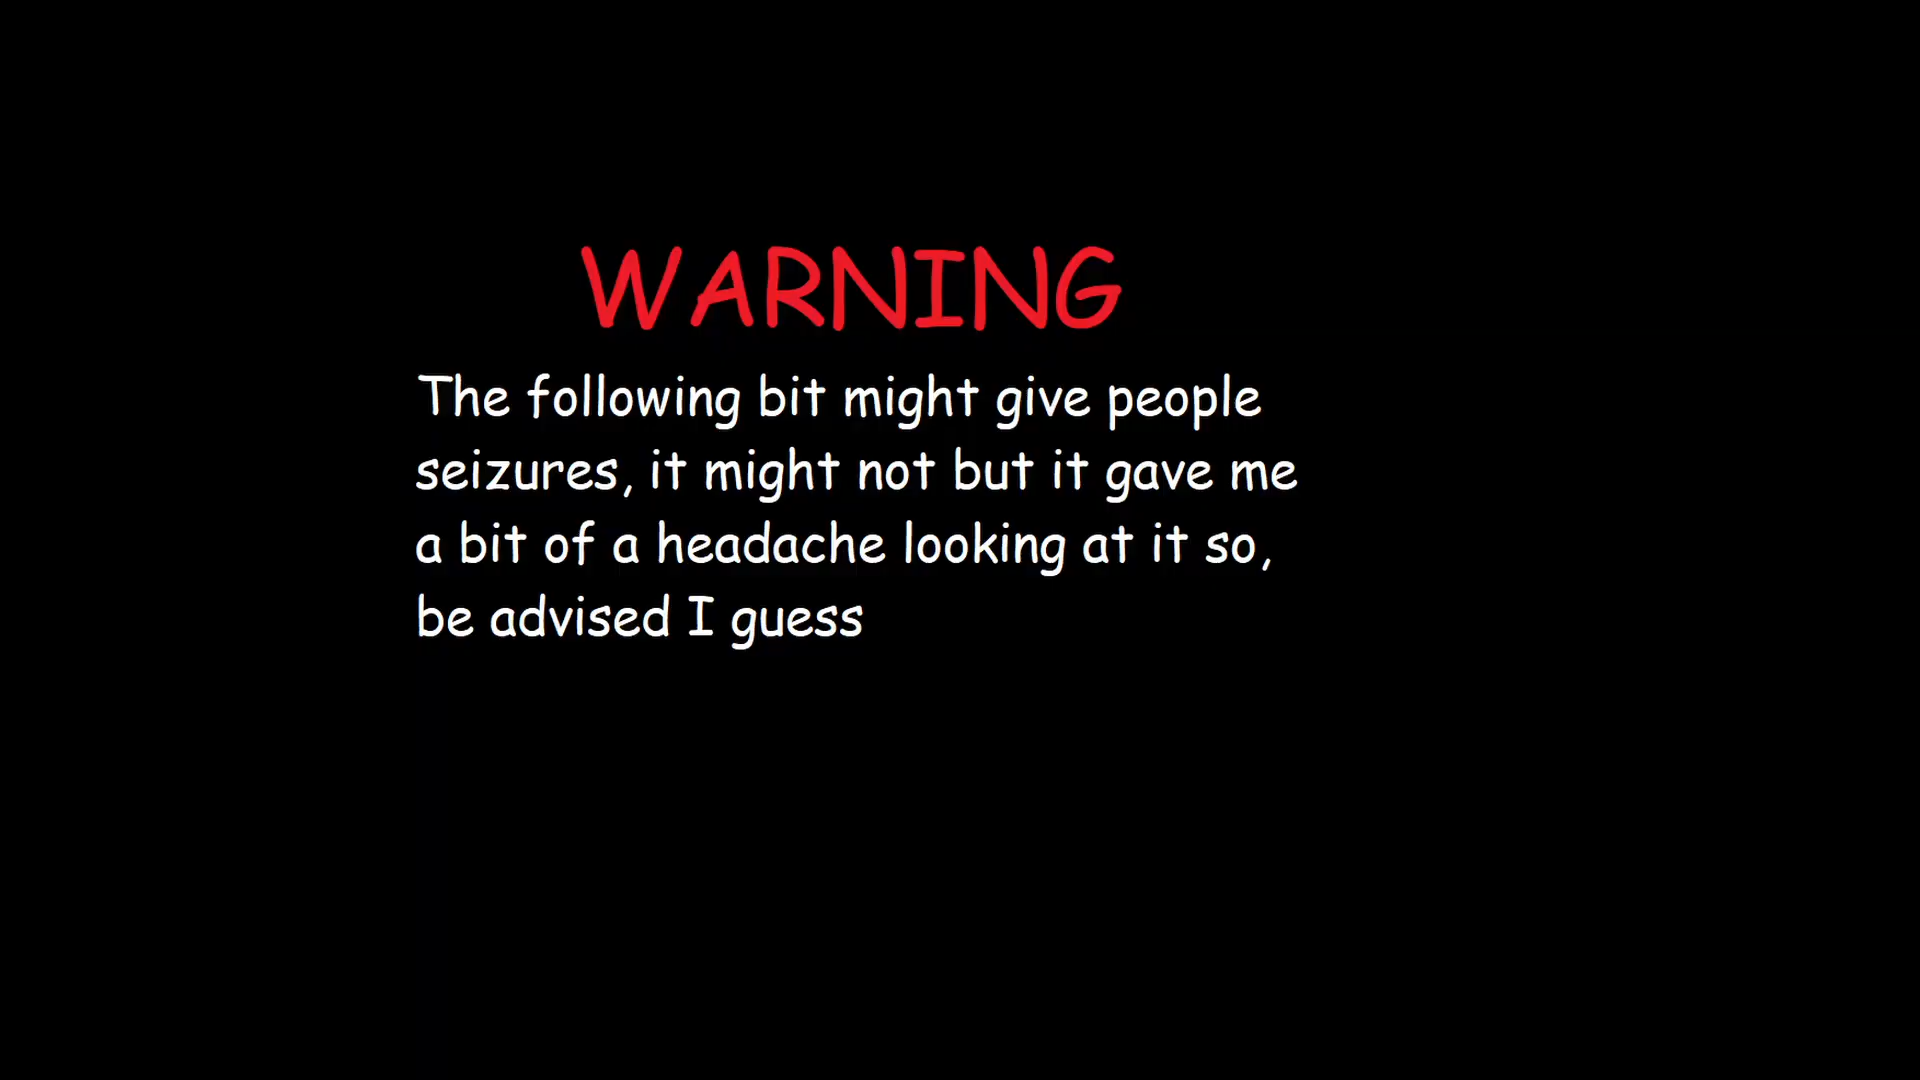 WARNING
The following bit might give people
seizures, it might not but it gave me
a bit of a headache looking at it so,
be advised I guess